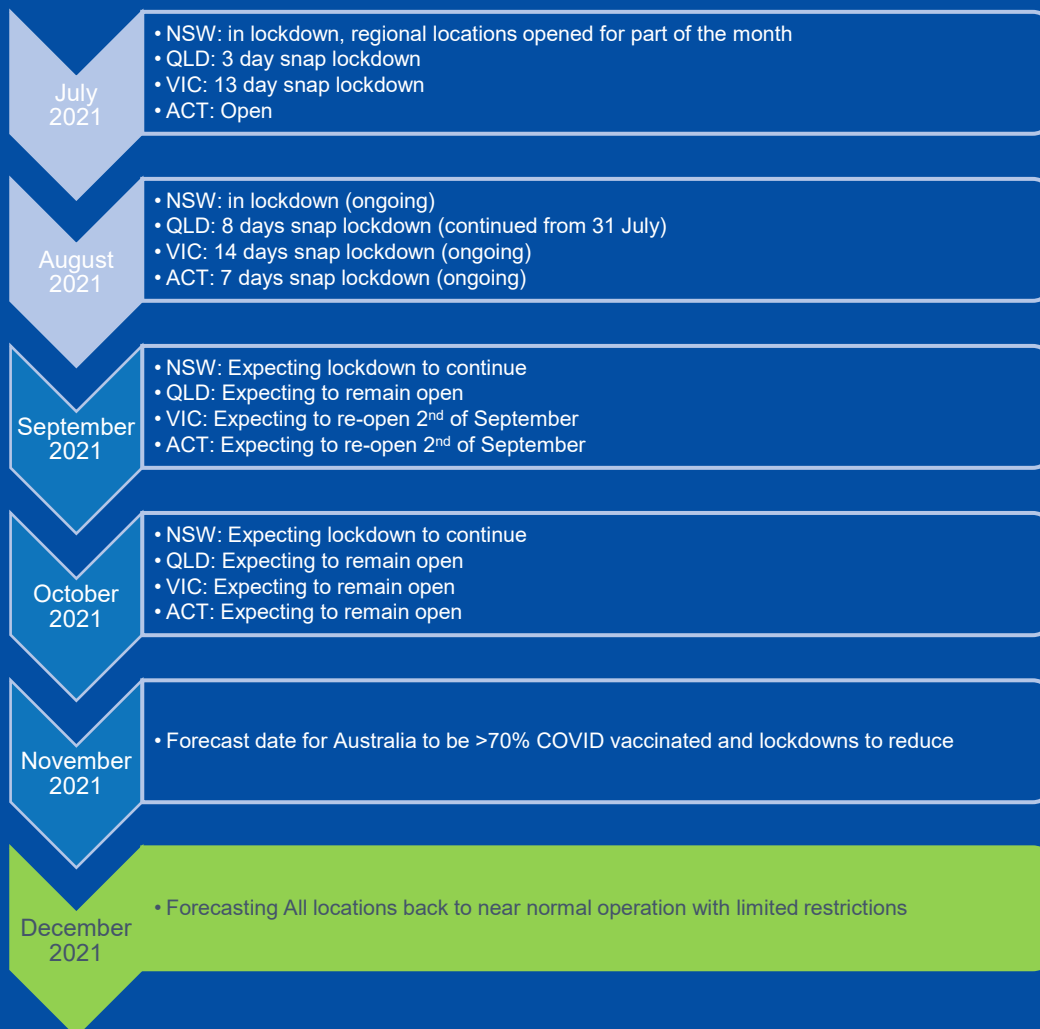 July
2021
• NSW: in lockdown, regional locations opened for part of the month
• QLD: 3 day snap lockdown
• VIC: 13 day snap lockdown
• ACT: Open
August
2021
• NSW: in lockdown (ongoing)
• QLD: 8 days snap lockdown (continued from 31 July)
• VIC: 14 days snap lockdown (ongoing)
• ACT: 7 days snap lockdown (ongoing)
September
2021
• NSW: Expecting lockdown to continue
• QLD: Expecting to remain open
• VIC: Expecting to re-open 2nd of September
• ACT: Expecting to re-open 2nd of September
October
2021
• NSW: Expecting lockdown to continue
• QLD: Expecting to remain open
• VIC: Expecting to remain open
• ACT: Expecting to remain open
November
2021
• Forecast date for Australia to be >70% COVID vaccinated and lockdowns to reduce
December
2021
• Forecasting All locations back to near normal operation with limited restrictions